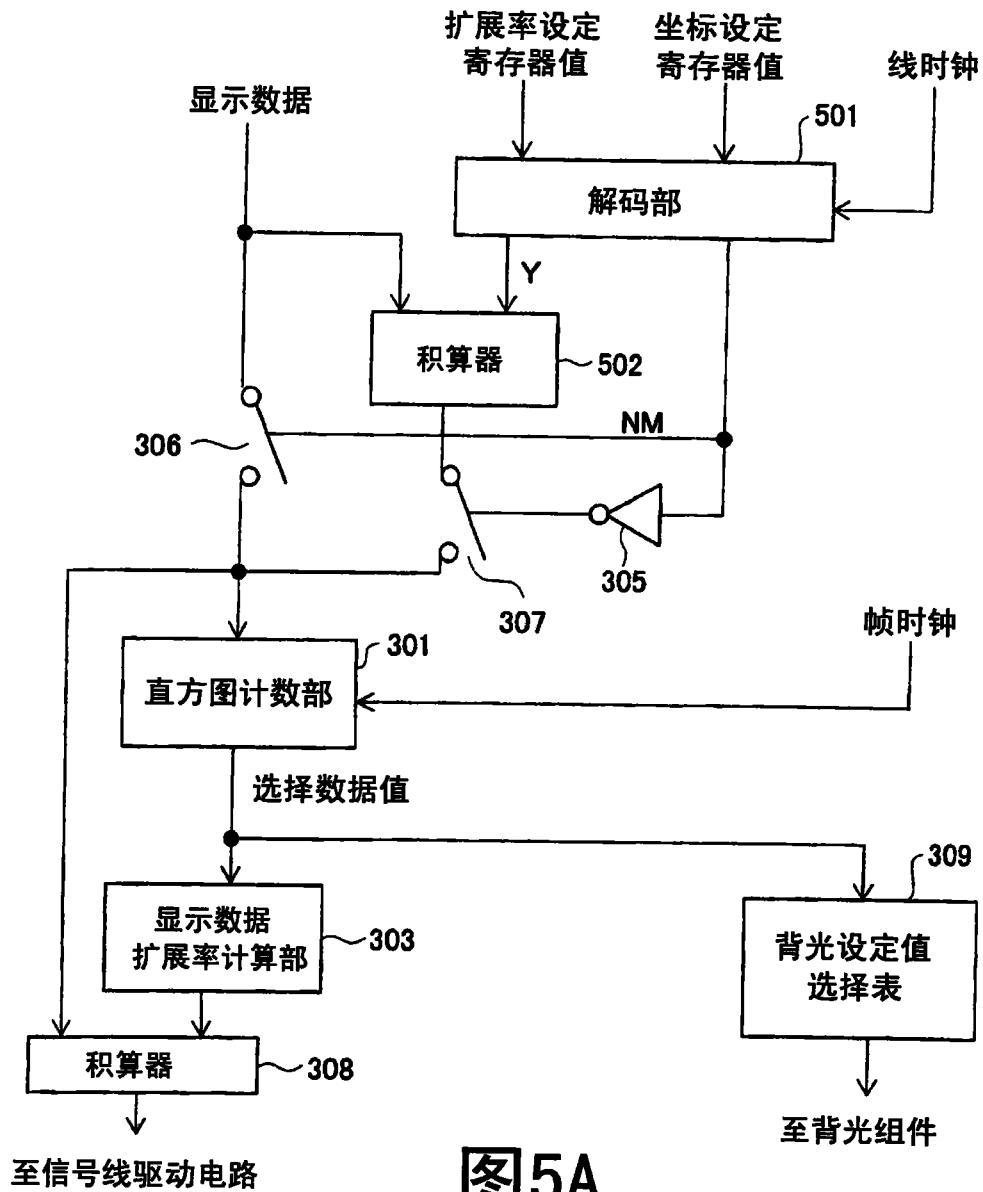 扩展率设定
寄存器值
坐标设定
寄存器值
线时钟
显示数据
501
解码部
Y
积算器
502
NM
306
305
307
帧时钟
301
直方图计数部
选择数据值
309
显示数据
扩展率计算部
303
背光设定值
选择表
积算器
308
至背光组件
至信号线驱动电路
图5A